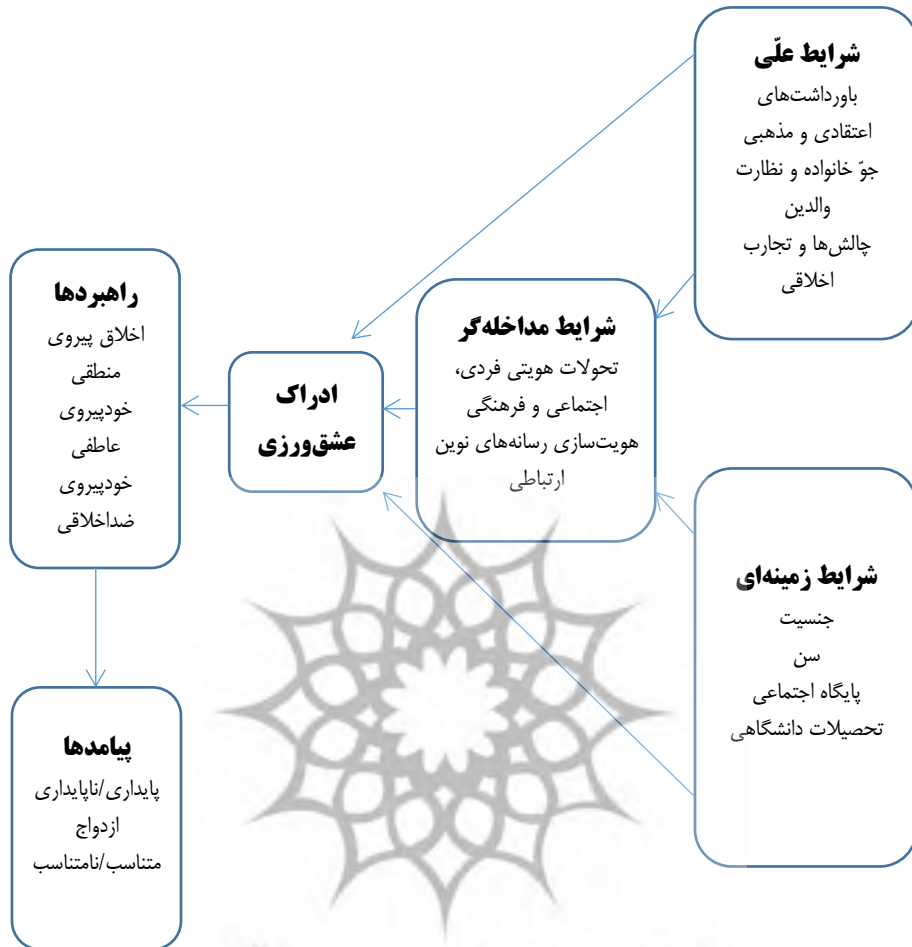 شرایط علّی
باورداشت‌های
اعتقادی و مذهبی
جوّ خانواده و نظارت
والدین
چالش‌ها و تجارب
اخلاقی
شرایط مداخله‌گر
تحولات هویتی فردی،
اجتماعی و فرهنگی
هویت‌سازی رسانه‌های نوین
ارتباطی
شرایط زمینه‌ای
جنسیت
سن
پایگاه اجتماعی
تحصیلات دانشگاهی
ادراک
عشق‌ورزی
راهبردها
اخلاق پیروی
منطقی
خودپیروی
عاطفی
خودپیروی
ضداخلاقی
پیامدها
پایداری/ناپایداری
ازدواج
متناسب/نامتناسب